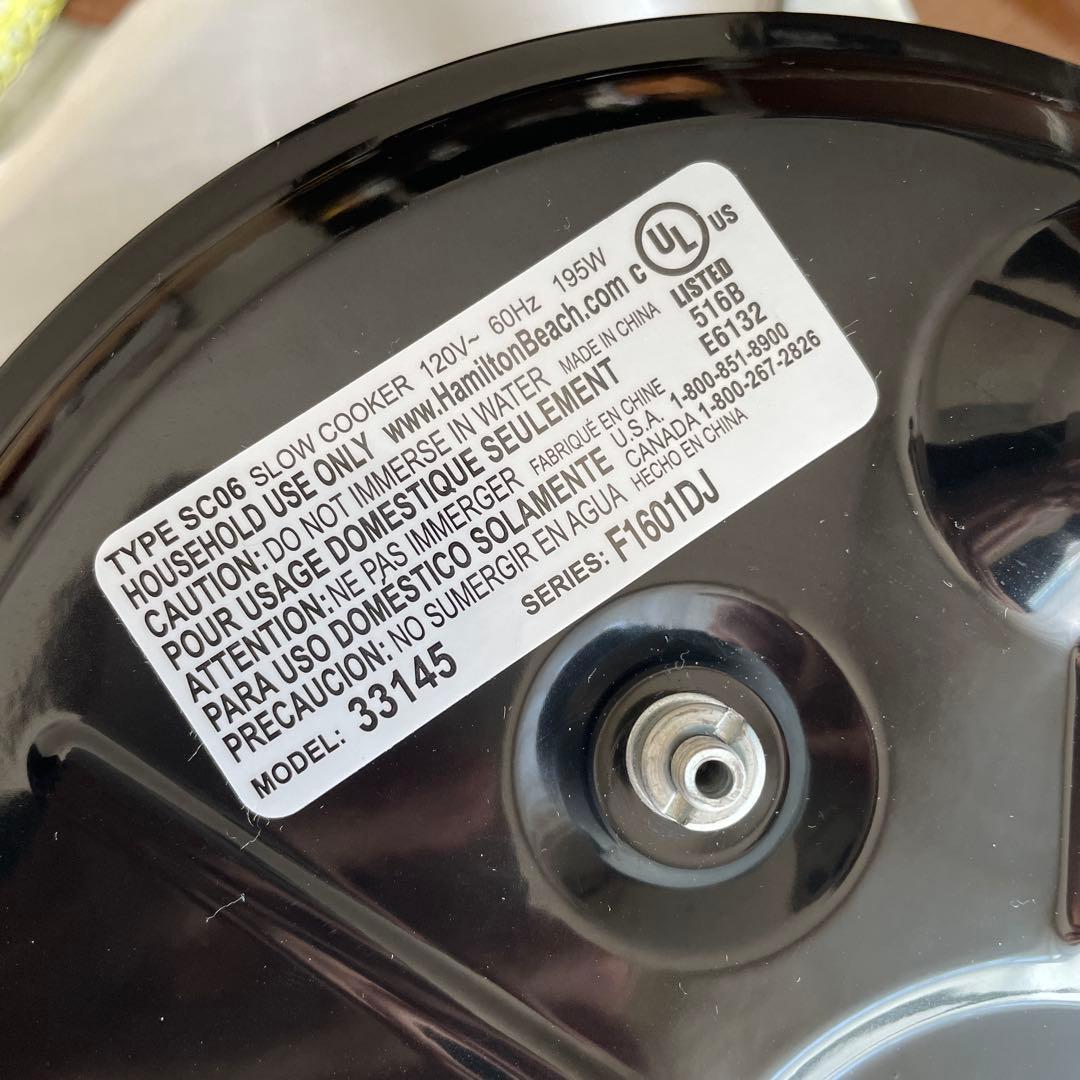 TYPE SC06 SLOW COOKER 120V~ 60Hz 195W
HOUSEHOLD USE ONLY www.HamiltonBeach.com
CAUTION: DO NOT IMMERSE IN WATER MADE IN CHINA
POUR USAGE DOMESTIQUE SEULEMENT
ATTENTION: NE PAS IMMERGER FABRIQUÉ EN CHINE
PARA USO DOMÉSTICO SOLAMENTE
PRECAUCION: NO SUMERGIR EN AGUA HECHO EN CHINA
MODEL: 33145
SERIES: F1601DJ
C UL US
LISTED
516B
E6132
U.S.A. 1-800-851-8900
CANADA 1-800-267-2826